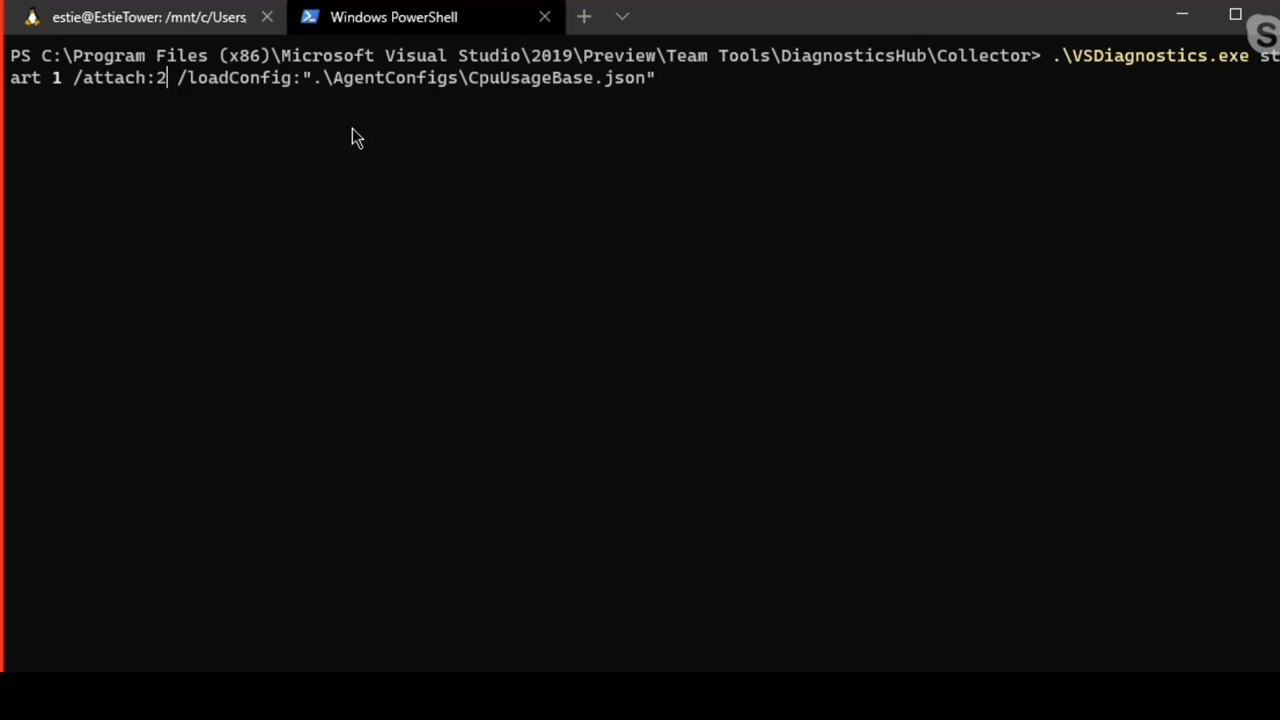 estie@EstieTower: /mnt/c/Users
Windows PowerShell
S
PS C:\Program Files (x86)\Microsoft Visual Studio\2019\Preview\Team Tools\DiagnosticsHub\Collector> .\VSDiagnostics.exe st
art 1 /attach:2 /loadConfig:".\AgentConfigs\CpuUsageBase.json"